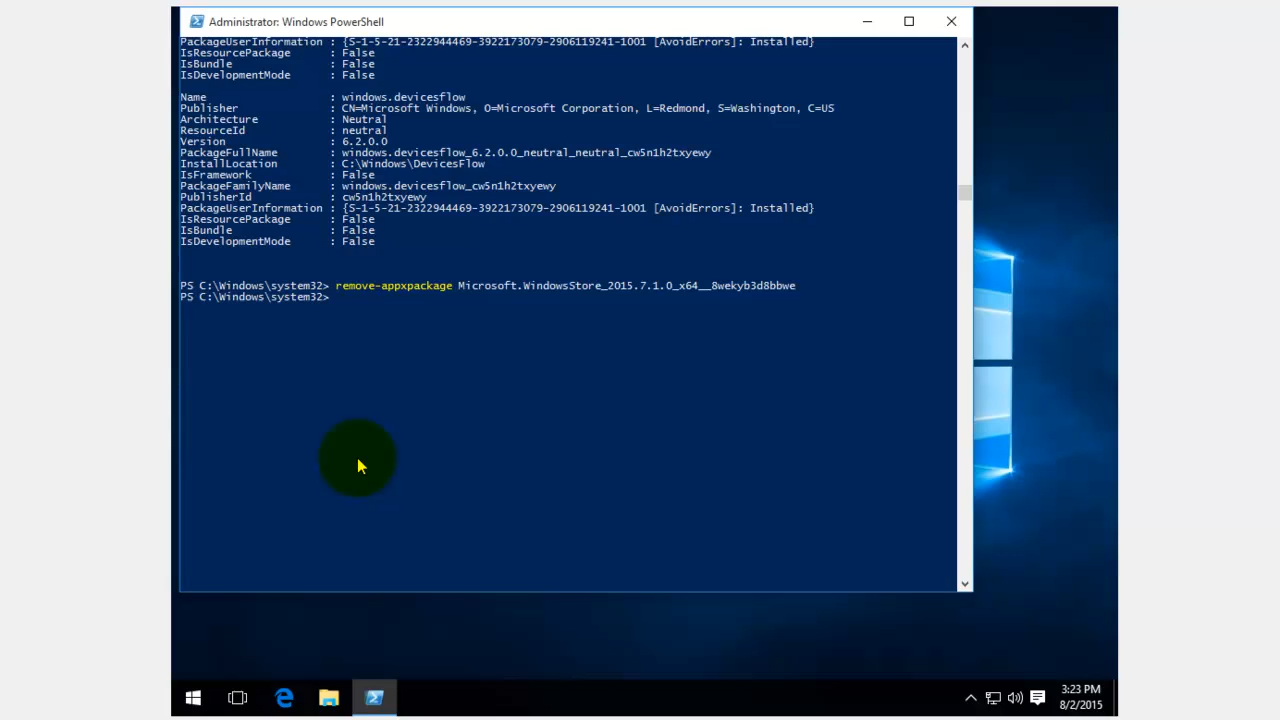 Administrator: Windows PowerShell
PackageUserInformation : {S-1-5-21-2322944469-3922173079-2906119241-1001 [AvoidErrors]: Installed}
IsResourcePackage : False
IsBundle : False
IsDevelopmentMode : False
Name : windows.devicesflow
Publisher : CN=Microsoft Windows, O=Microsoft Corporation, L=Redmond, S=Washington, C=US
Architecture : Neutral
ResourceId : neutral
Version : 6.2.0.0
PackageFullName : windows.devicesflow_6.2.0.0_neutral_neutral_cw5n1h2txyewy
InstallLocation : C:\Windows\DevicesFlow
IsFramework : False
PackageFamilyName : windows.devicesflow_cw5n1h2txyewy
PublisherId : cw5n1h2txyewy
PackageUserInformation : {S-1-5-21-2322944469-3922173079-2906119241-1001 [AvoidErrors]: Installed}
IsResourcePackage : False
IsBundle : False
IsDevelopmentMode : False
PS C:\Windows\system32> remove-appxpackage Microsoft.WindowsStore_2015.7.1.0_x64__8wekyb3d8bbwe
PS C:\Windows\system32>
3:23 PM
8/2/2015